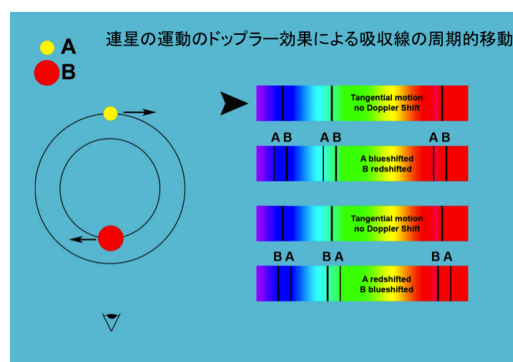 連星の運動のドップラー効果による吸収線の周期的移動
A
B
Tangential motion
no Doppler Shift
A B A B A B
A blueshifted
B redshifted
Tangential motion
no Doppler Shift
B A B A B A
A redshifted
B blueshifted